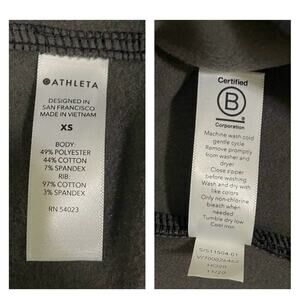 ATHLETA
DESIGNED IN
SAN FRANCISCO
MADE IN VIETNAM
XS
BODY:
49% POLYESTER
44% COTTON
7% SPANDEX
RIB:
97% COTTON
3% SPANDEX
RN 54023
Certified
B
Corporation
Machine wash cold
gentle cycle
Remove promptly
from washer and
dryer
Close zipper before
washing
Wash and dry with
like colors
Only non-chlorine
bleach when
needed
Tumble dry low
Cool iron